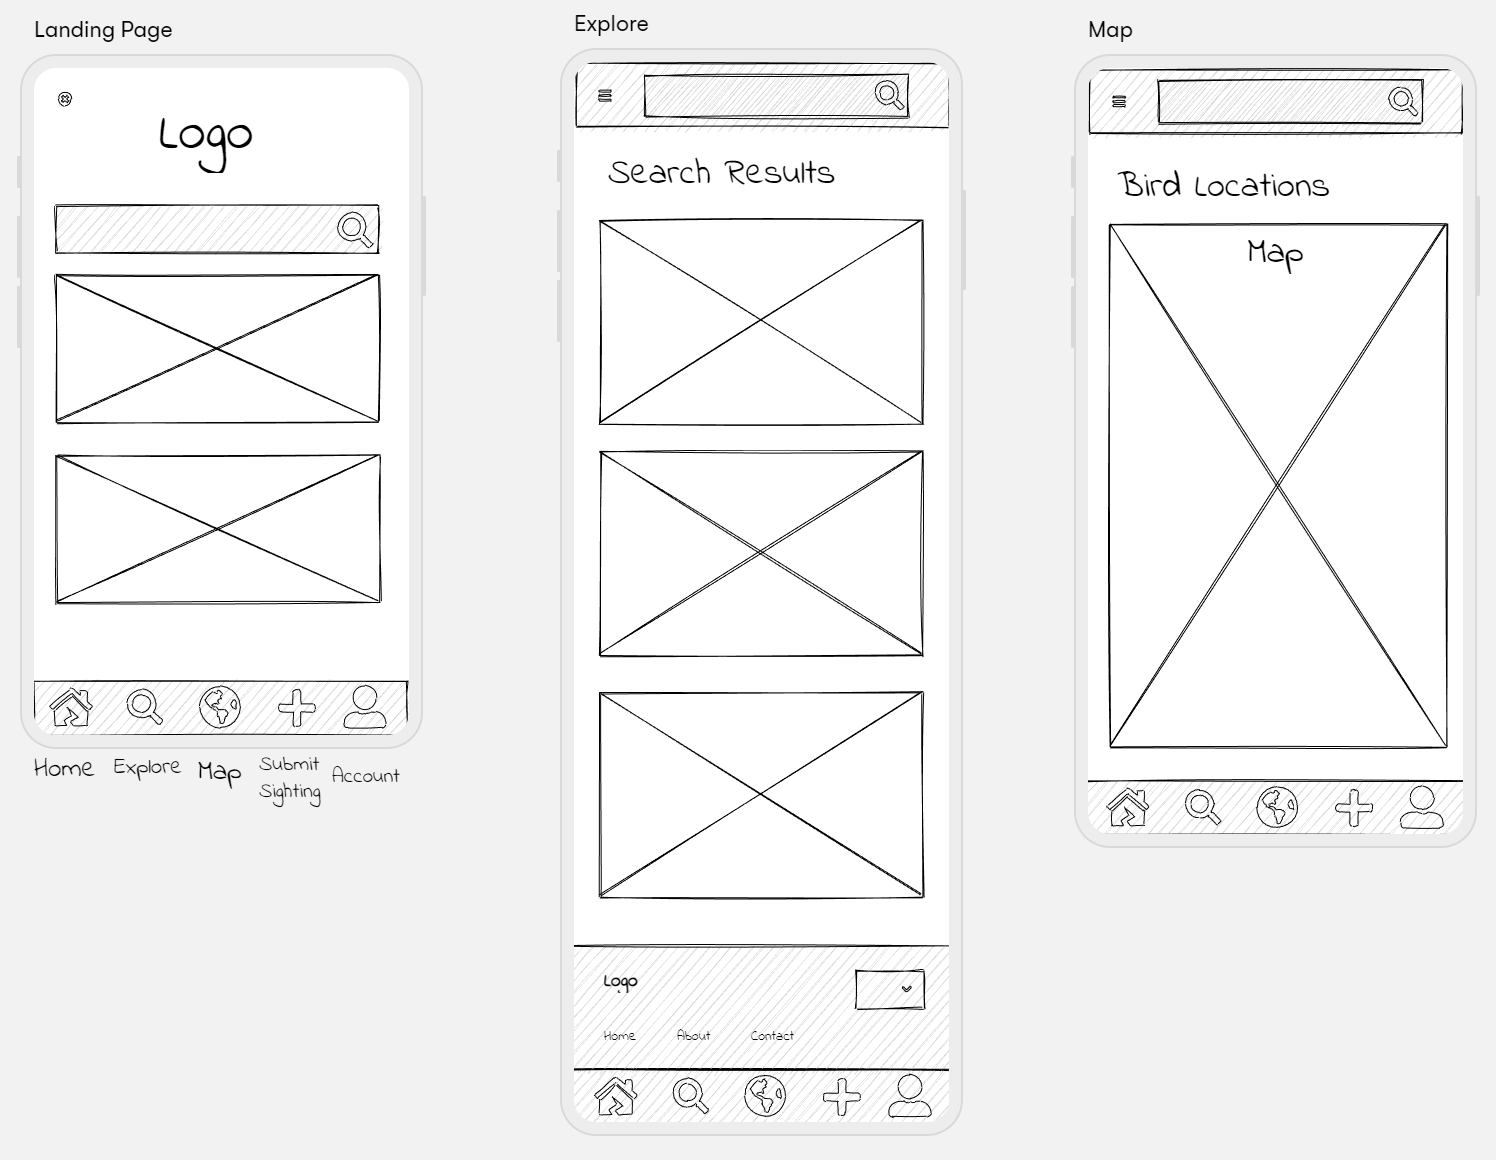 Landing Page
Logo
Home
Explore
Map
Submit
Sighting
Account
Explore
Search Results
Logo
Home
About
Contact
Map
Bird Locations
Map